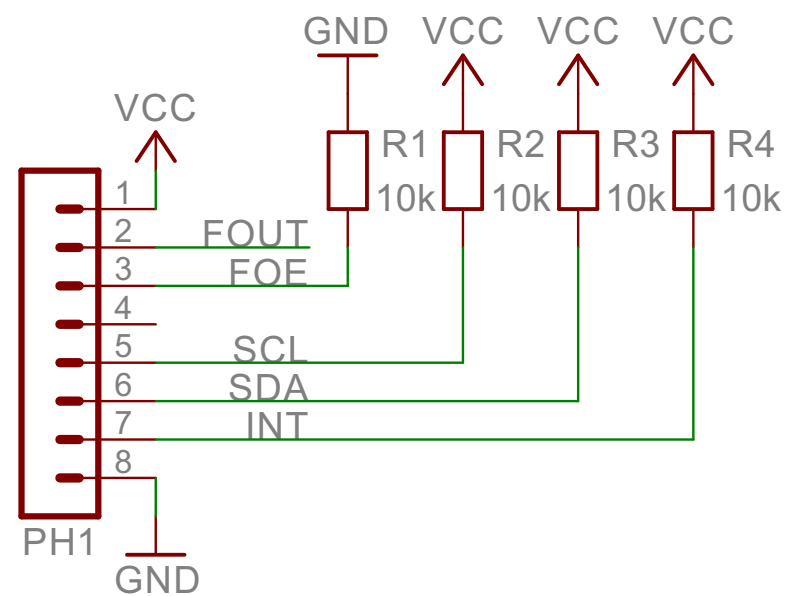 GND VCC VCC VCC
VCC
R1 R2 R3 R4
10k 10k 10k 10k
1
2 FOUT
3 FOE
4
5 SCL
6 SDA
7 INT
8
PH1
GND